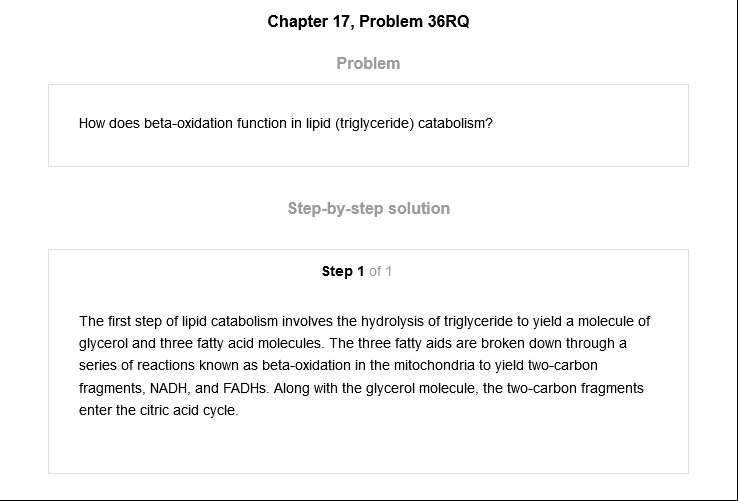 Chapter 17, Problem 36RQ
Problem
How does beta-oxidation function in lipid (triglyceride) catabolism?
Step-by-step solution
Step 1 of 1
The first step of lipid catabolism involves the hydrolysis of triglyceride to yield a molecule of
glycerol and three fatty acid molecules. The three fatty aids are broken down through a
series of reactions known as beta-oxidation in the mitochondria to yield two-carbon
fragments, NADH, and FADHs. Along with the glycerol molecule, the two-carbon fragments
enter the citric acid cycle.